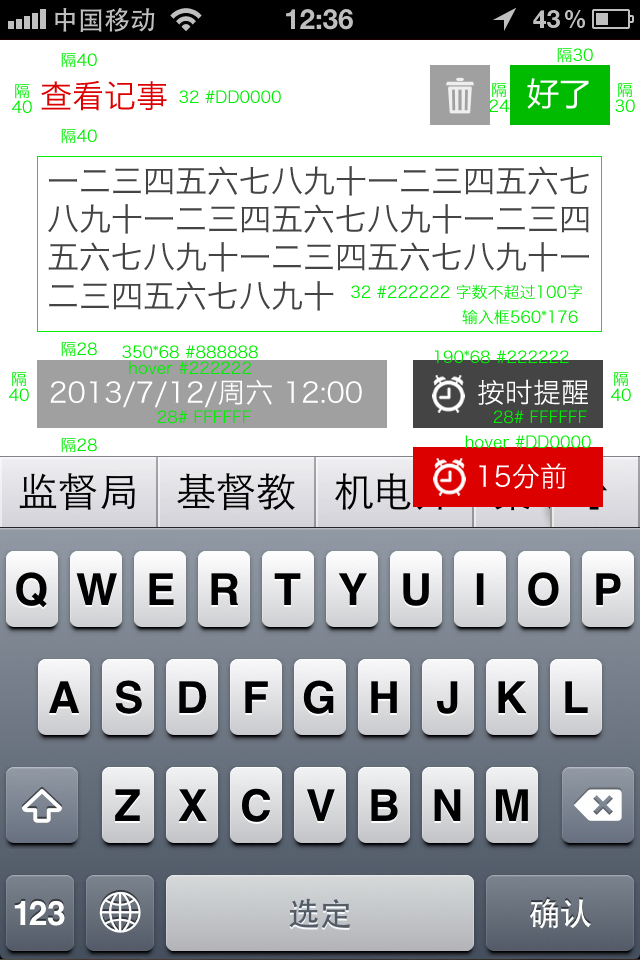 中国移动 12:36 43%
隔40 隔30
隔40 查看记事 32 #DD0000 隔24 好了 隔30
隔40
一二三四五六七八九十一二三四五六七
八九十一二三四五六七八九十一二三四
五六七八九十一二三四五六七八九十一
二三四五六七八九十 32 #222222 字数不超过100字
输入框560*176
隔28 350*68 #888888 190*68 #222222
hover #222222
隔40 2013/7/12/周六 12:00 按时提醒 隔40
28# FFFFFF 28# FFFFFF
隔28 hover #DD0000
15分前
监督局 基督教 机电
Q W E R T Y U I O P
A S D F G H J K L
Z X C V B N M
123 选定 确认